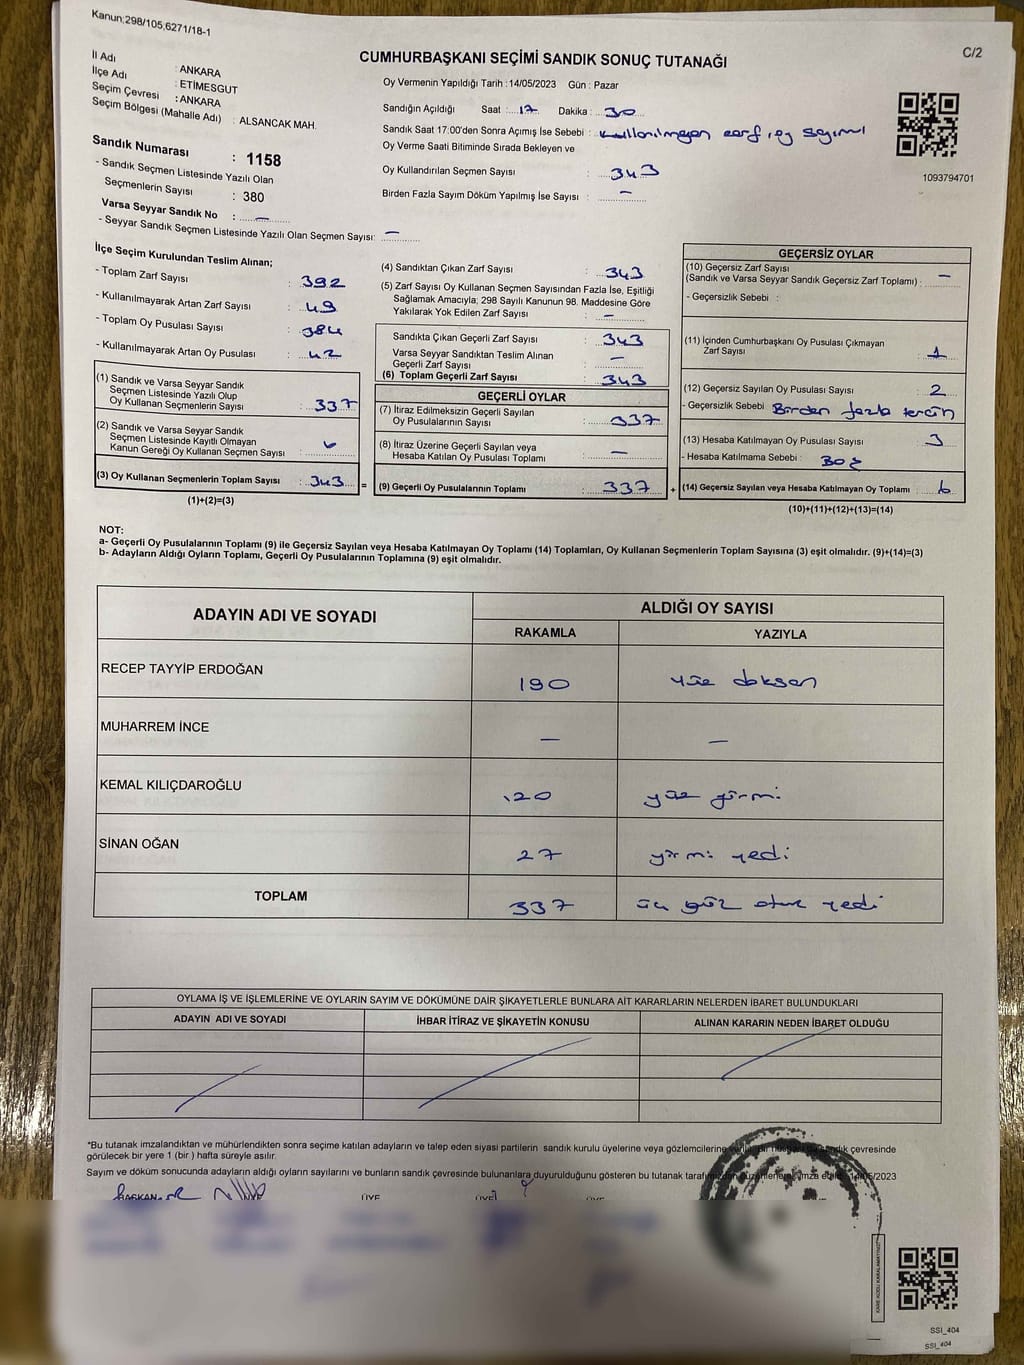 Kanun;298/105,6271/18-1
C/2
CUMHURBAŞKANI SEÇİMİ SANDIK SONUÇ TUTANAĞI
İl Adı : ANKARA
İlçe Adı : ETİMESGUT
Seçim Çevresi : ANKARA
Seçim Bölgesi (Mahalle Adı) : ALSANCAK MAH.
Sandık Numarası : 1158
- Sandık Seçmen Listesinde Yazılı Olan
Seçmenlerin Sayısı : 380
Varsa Seyyar Sandık No : —
- Seyyar Sandık Seçmen Listesinde Yazılı Olan Seçmen Sayısı: —
Oy Vermenin Yapıldığı Tarih : 14/05/2023 Gün : Pazar
Sandığın Açıldığı Saat : 17 Dakika : 30
Sandık Saat 17:00'den Sonra Açımış İse Sebebi : Kullanılmayan zarf, oy sayımı
Oy Verme Saati Bitiminde Sırada Bekleyen ve
Oy Kullandırılan Seçmen Sayısı : 343
Birden Fazla Sayım Döküm Yapılmış İse Sayısı : —
1093794701
İlçe Seçim Kurulundan Teslim Alınan;
- Toplam Zarf Sayısı : 392
- Kullanılmayarak Artan Zarf Sayısı : 49
- Toplam Oy Pusulası Sayısı : 384
- Kullanılmayarak Artan Oy Pusulası : 42
(1) Sandık ve Varsa Seyyar Sandık
Seçmen Listesinde Yazılı Olup
Oy Kullanan Seçmenlerin Sayısı : 337
(2) Sandık ve Varsa Seyyar Sandık
Seçmen Listesinde Kayıtlı Olmayan
Kanun Gereği Oy Kullanan Seçmen Sayısı : 6
(3) Oy Kullanan Seçmenlerin Toplam Sayısı : 343 =
(1)+(2)=(3)
(4) Sandıktan Çıkan Zarf Sayısı : 343
(5) Zarf Sayısı Oy Kullanan Seçmen Sayısından Fazla İse, Eşitliği
Sağlamak Amacıyla; 298 Sayılı Kanunun 98. Maddesine Göre
Yakılarak Yok Edilen Zarf Sayısı : —
Sandıkta Çıkan Geçerli Zarf Sayısı : 343
Varsa Seyyar Sandıktan Teslim Alınan
Geçerli Zarf Sayısı : —
(6) Toplam Geçerli Zarf Sayısı : 343
GEÇERLİ OYLAR
(7) İtiraz Edilmeksizin Geçerli Sayılan
Oy Pusulalarının Sayısı : 337
(8) İtiraz Üzerine Geçerli Sayılan veya
Hesaba Katılan Oy Pusulası Toplamı : —
(9) Geçerli Oy Pusulalarının Toplamı : 337 +
GEÇERSİZ OYLAR
(10) Geçersiz Zarf Sayısı
(Sandık ve Varsa Seyyar Sandık Geçersiz Zarf Toplamı) : —
- Geçersizlik Sebebi :
(11) İçinden Cumhurbaşkanı Oy Pusulası Çıkmayan
Zarf Sayısı : 1
(12) Geçersiz Sayılan Oy Pusulası Sayısı : 2
- Geçersizlik Sebebi : Birden fazla tercih
(13) Hesaba Katılmayan Oy Pusulası Sayısı : 3
- Hesaba Katılmama Sebebi : Boş
(14) Geçersiz Sayılan veya Hesaba Katılmayan Oy Toplamı : 6
(10)+(11)+(12)+(13)=(14)
NOT:
a- Geçerli Oy Pusulalarının Toplamı (9) ile Geçersiz Sayılan veya Hesaba Katılmayan Oy Toplamı (14) Toplamları, Oy Kullanan Seçmenlerin Toplam Sayısına (3) eşit olmalıdır. (9)+(14)=(3)
b- Adayların Aldığı Oyların Toplamı, Geçerli Oy Pusulalarının Toplamına (9) eşit olmalıdır.
ADAYIN ADI VE SOYADI
ALDIĞI OY SAYISI
RAKAMLA YAZIYLA
RECEP TAYYİP ERDOĞAN 190 yüz doksan
MUHARREM İNCE — —
KEMAL KILIÇDAROĞLU 120 yüz yirmi
SİNAN OĞAN 27 yirmi yedi
TOPLAM 337 üç yüz otuz yedi
OYLAMA İŞ VE İŞLEMLERİNE VE OYLARIN SAYIM VE DÖKÜMÜNE DAİR ŞİKAYETLERLE BUNLARA AİT KARARLARIN NELERDEN İBARET BULUNDUKLARI
ADAYIN ADI VE SOYADI İHBAR İTİRAZ VE ŞİKAYETİN KONUSU ALINAN KARARIN NEDEN İBARET OLDUĞU
*Bu tutanak imzalandıktan ve mühürlendikten sonra seçime katılan adayların ve talep eden siyasi partilerin sandık kurulu üyelerine veya gözlemcilerine sandık çevresinde
görülecek bir yere 1 (bir ) hafta süreyle asılır.
Sayım ve döküm sonucunda adayların aldığı oyların sayılarını ve bunların sandık çevresinde bulunanlara duyurulduğunu gösteren bu tutanak 14/05/2023
BAŞKAN ÜYE ÜYE ÜYE ÜYE
SSI_404
SSI_404